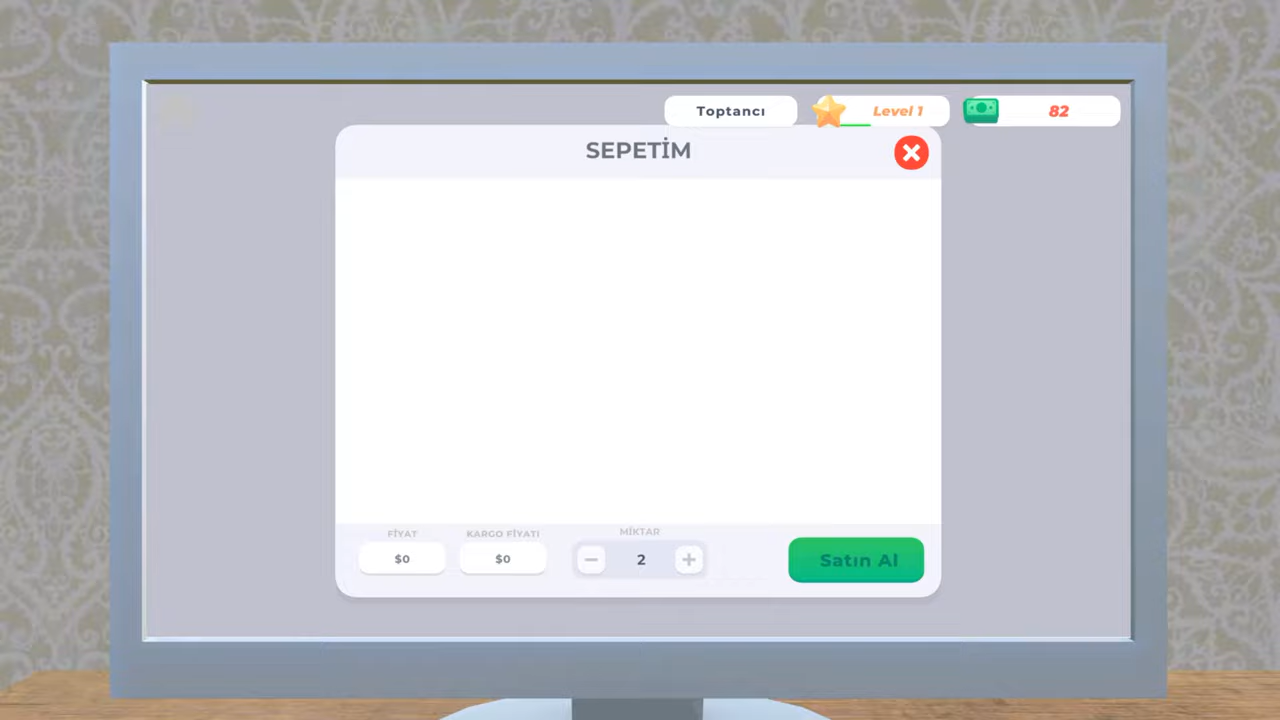 Toptancı
Level 1
82
SEPETİM
FİYAT
KARGO FİYATI
MİKTAR
$0
$0
2
Satın Al